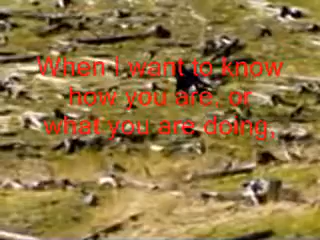 When I want to know
how you are, or
what you are doing,